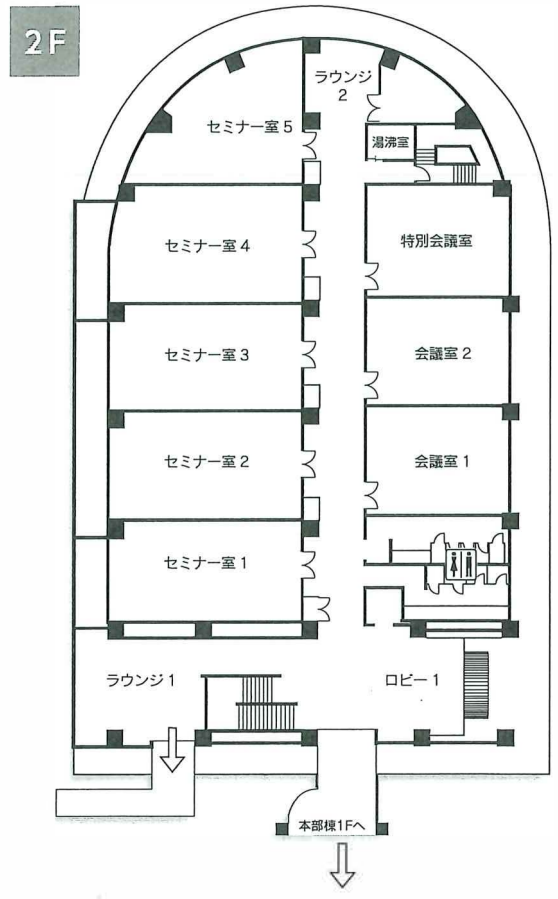 2F
ラウンジ
2
セミナー室 5
湯沸室
セミナー室 4
特別会議室
セミナー室 3
会議室 2
セミナー室 2
会議室 1
セミナー室 1
ラウンジ 1
ロビー 1
本部棟1Fへ